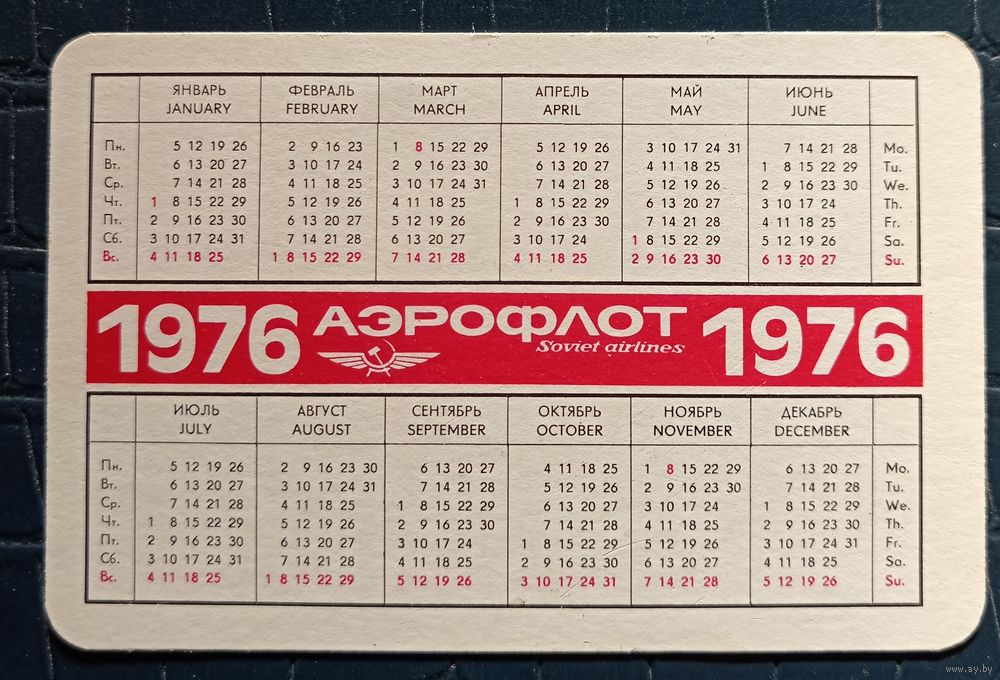 ЯНВАРЬ ФЕВРАЛЬ МАРТ АПРЕЛЬ МАЙ ИЮНЬ
JANUARY FEBRUARY MARCH APRIL MAY JUNE
Пн. 5 12 19 26 2 9 16 23 1 8 15 22 29 5 12 19 26 3 10 17 24 31 7 14 21 28 Mo.
Вт. 6 13 20 27 3 10 17 24 2 9 16 23 30 6 13 20 27 4 11 18 25 1 8 15 22 29 Tu.
Ср. 7 14 21 28 4 11 18 25 3 10 17 24 31 7 14 21 28 5 12 19 26 2 9 16 23 30 We.
Чт. 1 8 15 22 29 5 12 19 26 4 11 18 25 1 8 15 22 29 6 13 20 27 3 10 17 24 Th.
Пт. 2 9 16 23 30 6 13 20 27 5 12 19 26 2 9 16 23 30 7 14 21 28 4 11 18 25 Fr.
Сб. 3 10 17 24 31 7 14 21 28 6 13 20 27 3 10 17 24 1 8 15 22 29 5 12 19 26 Sa.
Вс. 4 11 18 25 1 8 15 22 29 7 14 21 28 4 11 18 25 2 9 16 23 30 6 13 20 27 Su.
1976 АЭРОФЛОТ 1976
Soviet airlines
ИЮЛЬ АВГУСТ СЕНТЯБРЬ ОКТЯБРЬ НОЯБРЬ ДЕКАБРЬ
JULY AUGUST SEPTEMBER OCTOBER NOVEMBER DECEMBER
Пн. 5 12 19 26 2 9 16 23 30 6 13 20 27 4 11 18 25 1 8 15 22 29 6 13 20 27 Mo.
Вт. 6 13 20 27 3 10 17 24 31 7 14 21 28 5 12 19 26 2 9 16 23 30 7 14 21 28 Tu.
Ср. 7 14 21 28 4 11 18 25 1 8 15 22 29 6 13 20 27 3 10 17 24 1 8 15 22 29 We.
Чт. 1 8 15 22 29 5 12 19 26 2 9 16 23 30 7 14 21 28 4 11 18 25 2 9 16 23 30 Th.
Пт. 2 9 16 23 30 6 13 20 27 3 10 17 24 1 8 15 22 29 5 12 19 26 3 10 17 24 31 Fr.
Сб. 3 10 17 24 31 7 14 21 28 4 11 18 25 2 9 16 23 30 6 13 20 27 4 11 18 25 So.
Вс. 4 11 18 25 1 8 15 22 29 5 12 19 26 3 10 17 24 31 7 14 21 28 5 12 19 26 Su.
www.ay.by